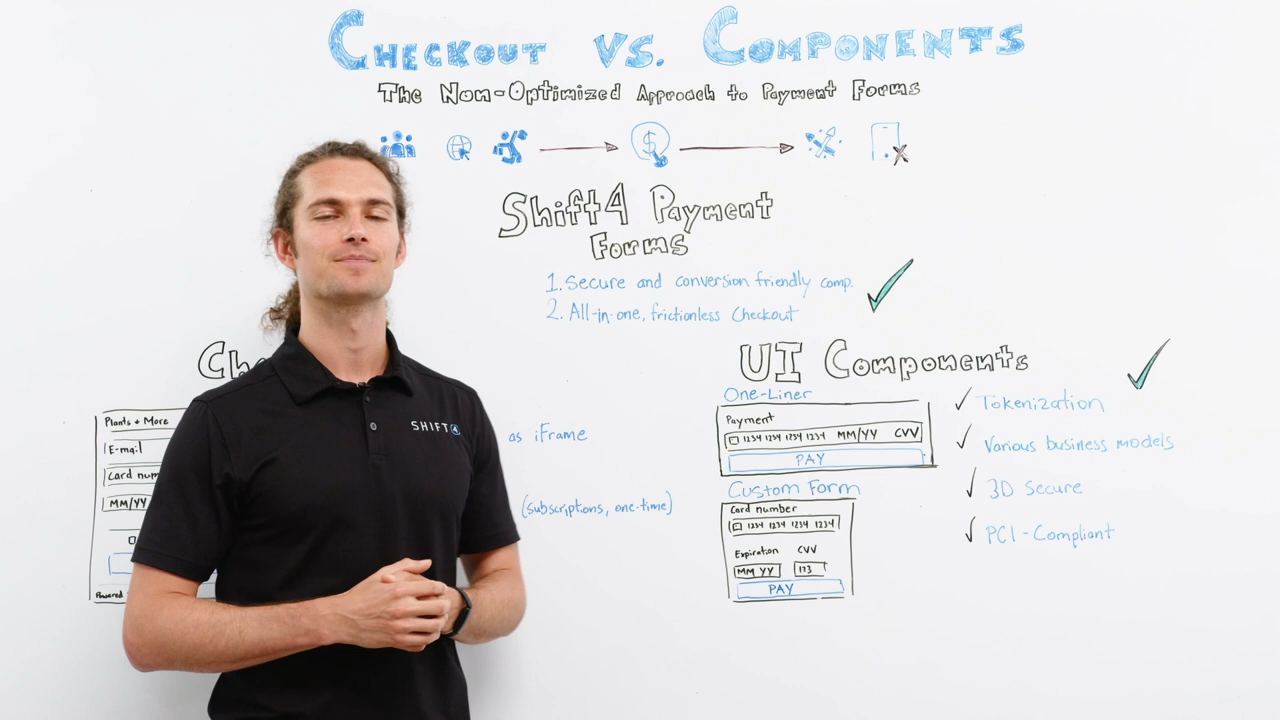 CHECKOUT VS. COMPONENTS
The Non-Optimized Approach to Payment Forms
$
Shift4 Payment
Forms
1. Secure and conversion friendly comp.
2. All-in-one, frictionless Checkout
UI Components
One-Liner
Payment
1234 1234 1234 1234 MM/YY CVV
PAY
Tokenization
Various business models
3D Secure
PCI-Compliant
Custom Form
Card number
1234 1234 1234 1234
Expiration CVV
MM YY 123
PAY
Plants + More
E-mail
Card num
MM/YY
Powered
as iFrame
(subscriptions, one-time)
SHIFT4